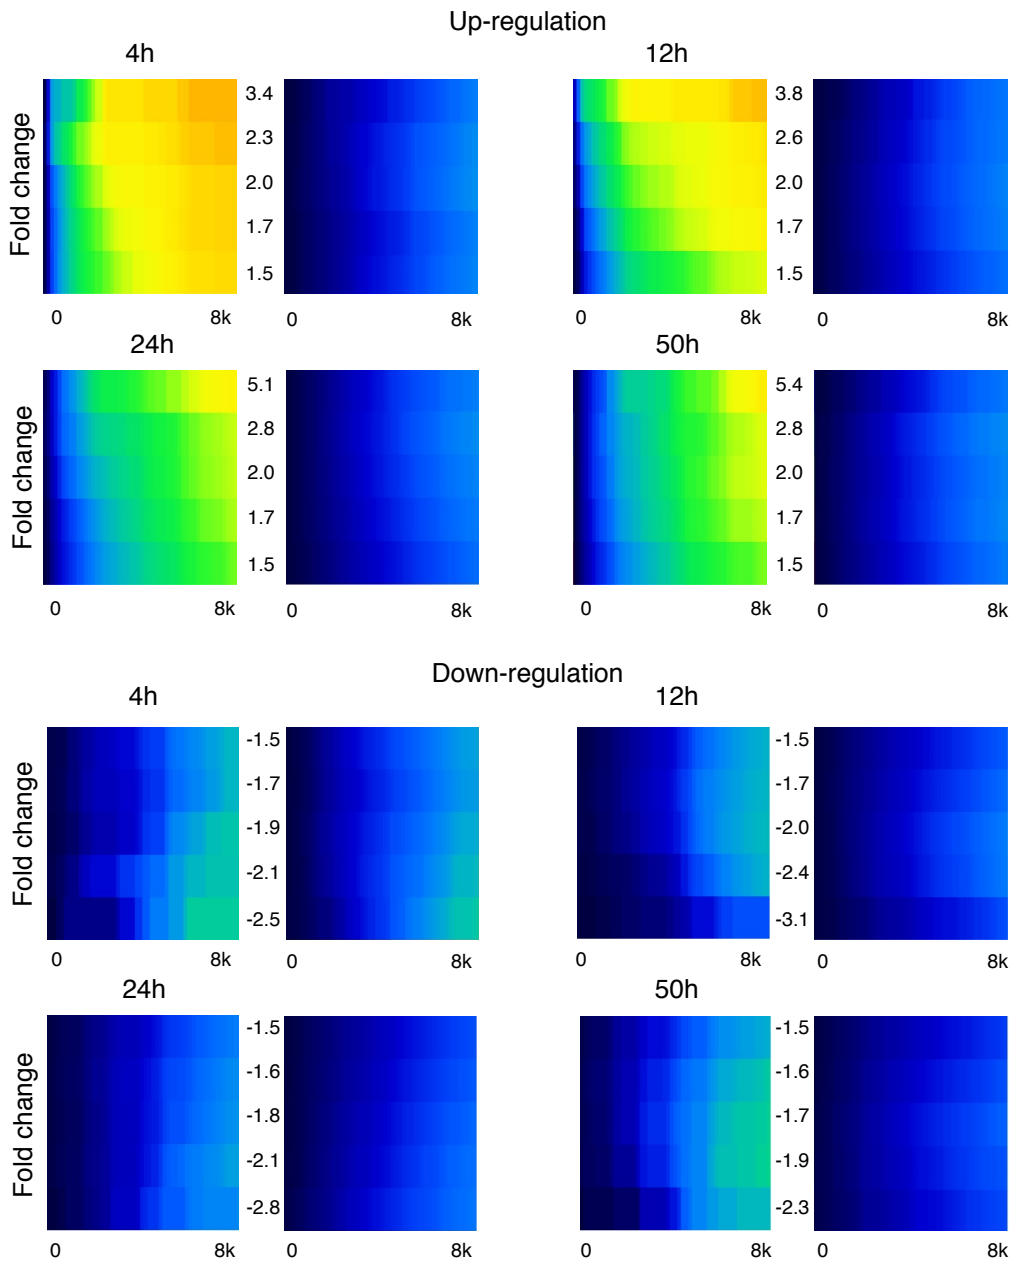 Up-regulation
4h
12h
Fold change
3.4
2.3
2.0
1.7
1.5
3.8
2.6
2.0
1.7
1.5
0
8k
0
8k
0
8k
0
8k
24h
50h
Fold change
5.1
2.8
2.0
1.7
1.5
5.4
2.8
2.0
1.7
1.5
0
8k
0
8k
0
8k
0
8k
Down-regulation
4h
12h
Fold change
-1.5
-1.7
-1.9
-2.1
-2.5
-1.5
-1.7
-2.0
-2.4
-3.1
0
8k
0
8k
0
8k
0
8k
24h
50h
Fold change
-1.5
-1.6
-1.8
-2.1
-2.8
-1.5
-1.6
-1.7
-1.9
-2.3
0
8k
0
8k
0
8k
0
8k